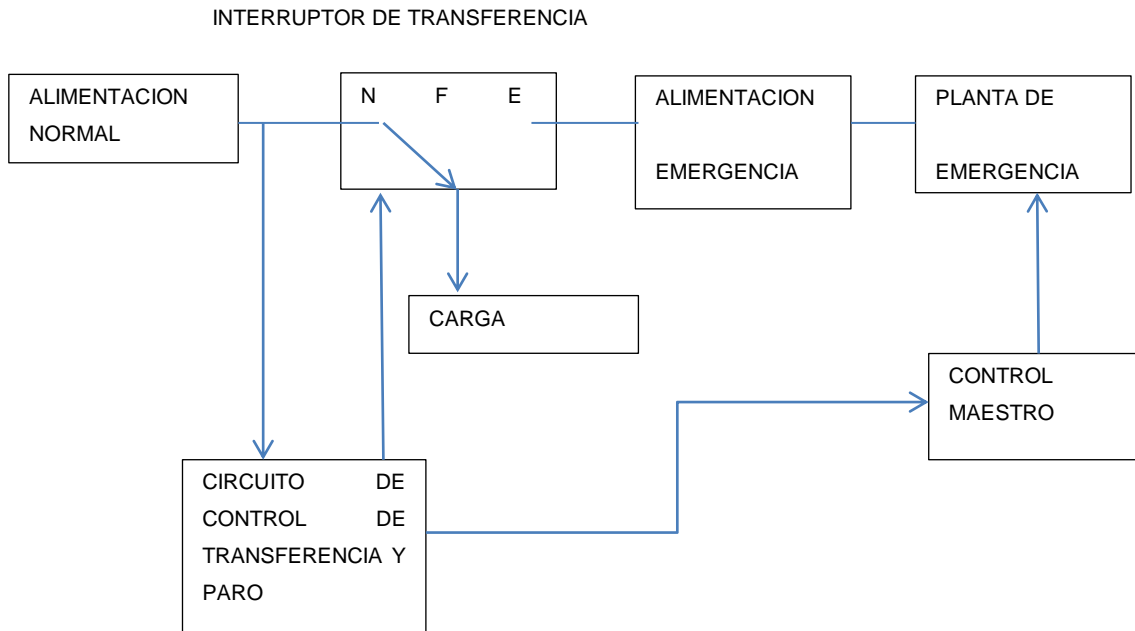 INTERRUPTOR DE TRANSFERENCIA
ALIMENTACION
NORMAL
N F E
ALIMENTACION
EMERGENCIA
PLANTA DE
EMERGENCIA
CARGA
CONTROL
MAESTRO
CIRCUITO DE
CONTROL DE
TRANSFERENCIA Y
PARO